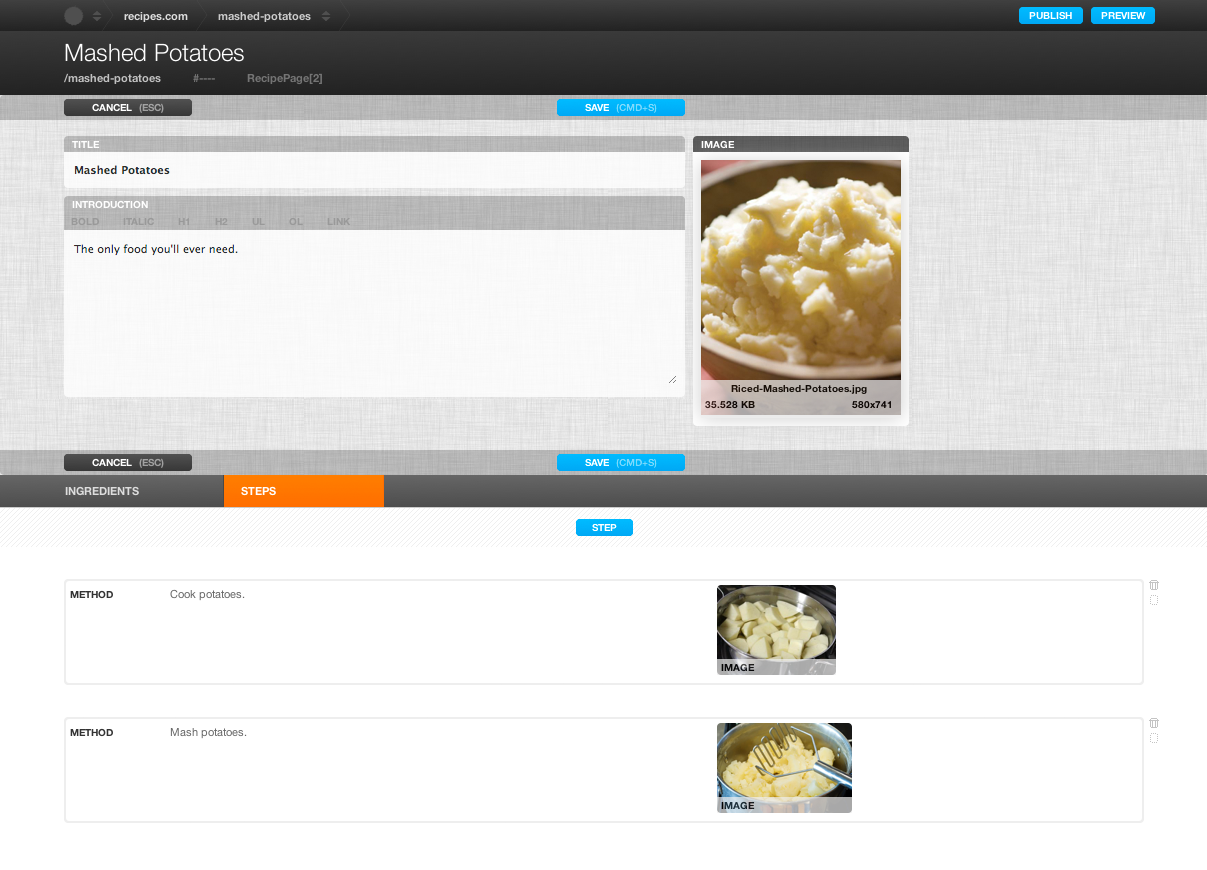 recipes.com mashed-potatoes PUBLISH PREVIEW
Mashed Potatoes
/mashed-potatoes #---- RecipePage[2]
CANCEL (ESC) SAVE (CMD+S)
TITLE
Mashed Potatoes
INTRODUCTION
BOLD ITALIC H1 H2 UL OL LINK
The only food you'll ever need.
IMAGE
Riced-Mashed-Potatoes.jpg
35.528 KB 580x741
CANCEL (ESC) SAVE (CMD+S)
INGREDIENTS STEPS
STEP
METHOD Cook potatoes.
IMAGE
METHOD Mash potatoes.
IMAGE